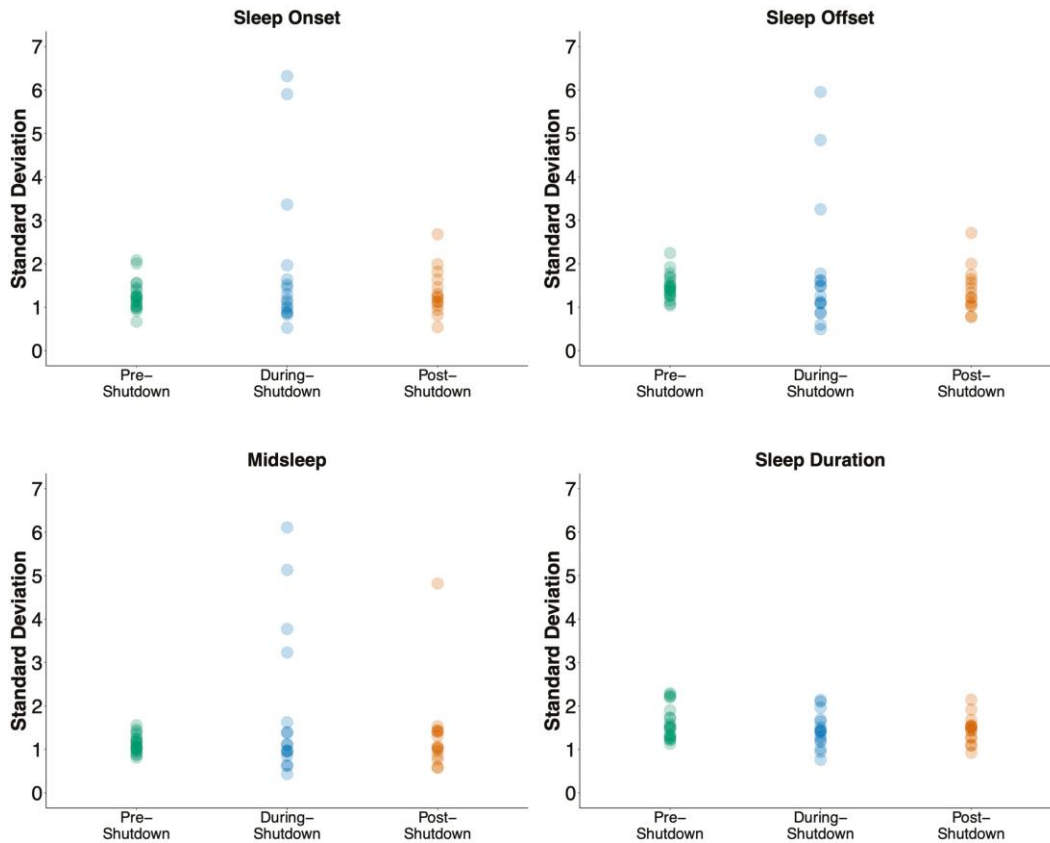 Sleep Onset
Standard Deviation
7
6
5
4
3
2
1
0
Pre–
Shutdown
During–
Shutdown
Post–
Shutdown
Sleep Offset
Standard Deviation
7
6
5
4
3
2
1
0
Pre–
Shutdown
During–
Shutdown
Post–
Shutdown
Midsleep
Standard Deviation
7
6
5
4
3
2
1
0
Pre–
Shutdown
During–
Shutdown
Post–
Shutdown
Sleep Duration
Standard Deviation
7
6
5
4
3
2
1
0
Pre–
Shutdown
During–
Shutdown
Post–
Shutdown